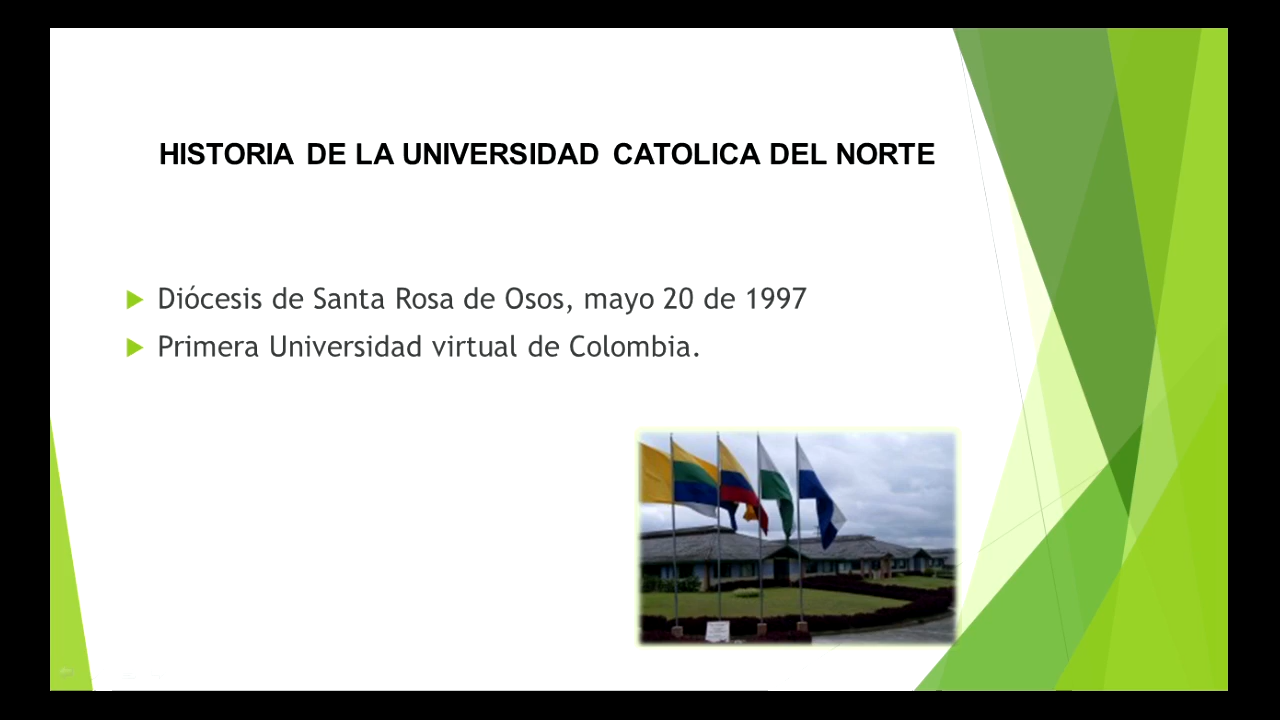 HISTORIA DE LA UNIVERSIDAD CATOLICA DEL NORTE
Diócesis de Santa Rosa de Osos, mayo 20 de 1997
Primera Universidad virtual de Colombia.